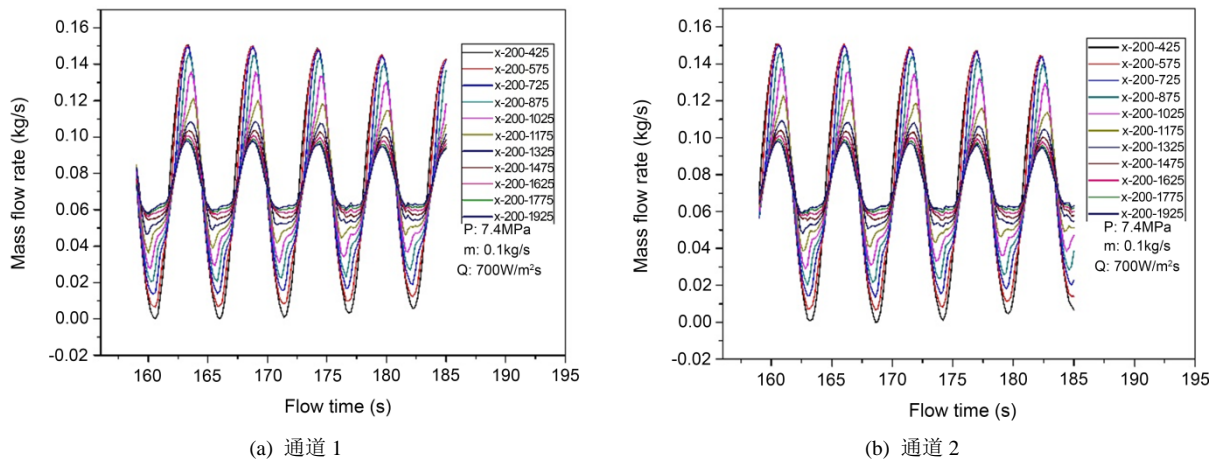 0.16
0.14
0.12
0.10
0.08
0.06
0.04
0.02
0.00
-0.02
Mass flow rate (kg/s)
x-200-425
x-200-575
x-200-725
x-200-875
x-200-1025
x-200-1175
x-200-1325
x-200-1475
x-200-1625
x-200-1775
x-200-1925
P: 7.4MPa
m: 0.1kg/s
Q: 700W/m²s
160 165 170 175 180 185 190 195
Flow time (s)
(a) 通道 1
0.16
0.14
0.12
0.10
0.08
0.06
0.04
0.02
0.00
-0.02
Mass flow rate (kg/s)
x-200-425
x-200-575
x-200-725
x-200-875
x-200-1025
x-200-1175
x-200-1325
x-200-1475
x-200-1625
x-200-1775
x-200-1925
P: 7.4MPa
m: 0.1kg/s
Q: 700W/m²s
160 165 170 175 180 185 190 195
Flow time (s)
(b) 通道 2